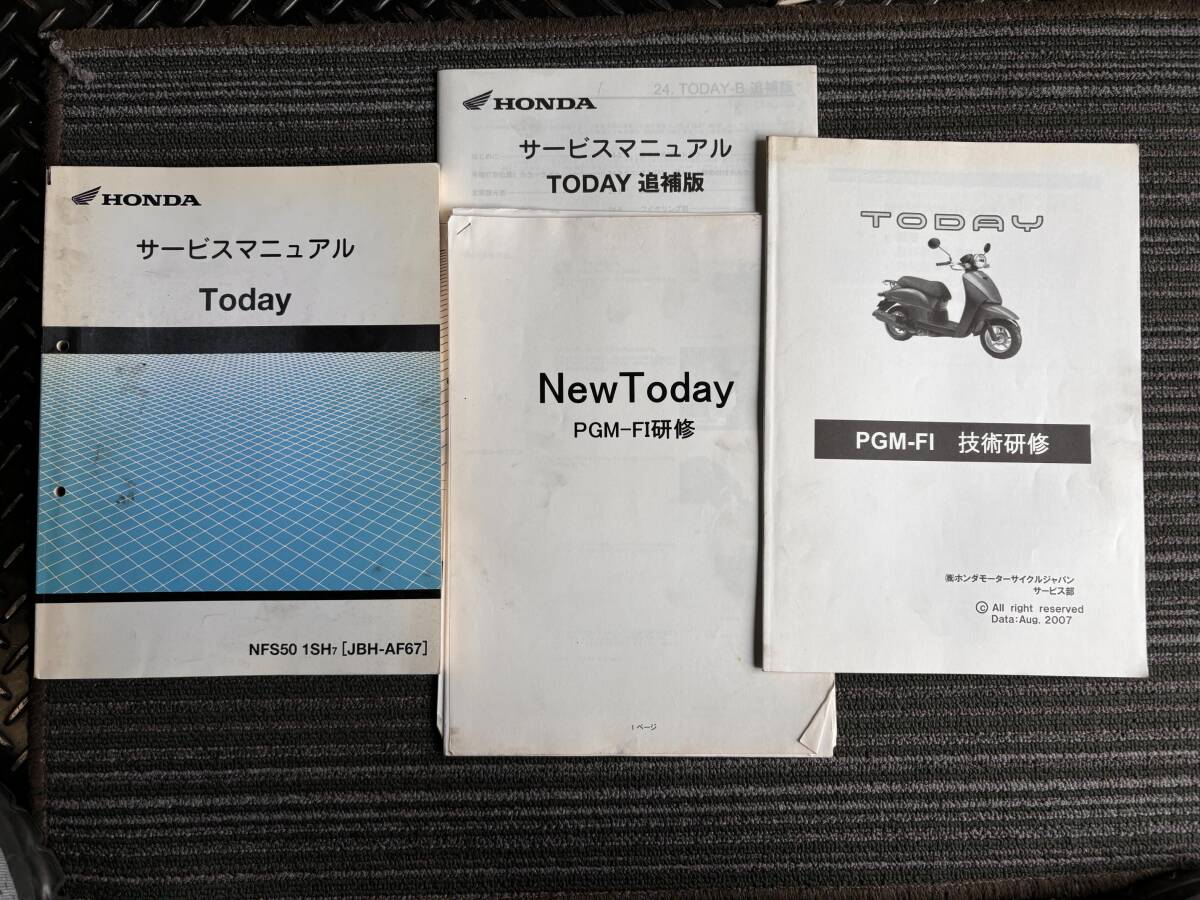 HONDA
サービスマニュアル
Today
NFS50 1SH7 [JBH-AF67]
24. TODAY-B 追補版
HONDA
サービスマニュアル
TODAY 追補版
NewToday
PGM-FI研修
1ページ
TODAY
PGM-FI 技術研修
㈱ホンダモーターサイクルジャパン
サービス部
©All right reserved
Data:Aug. 2007